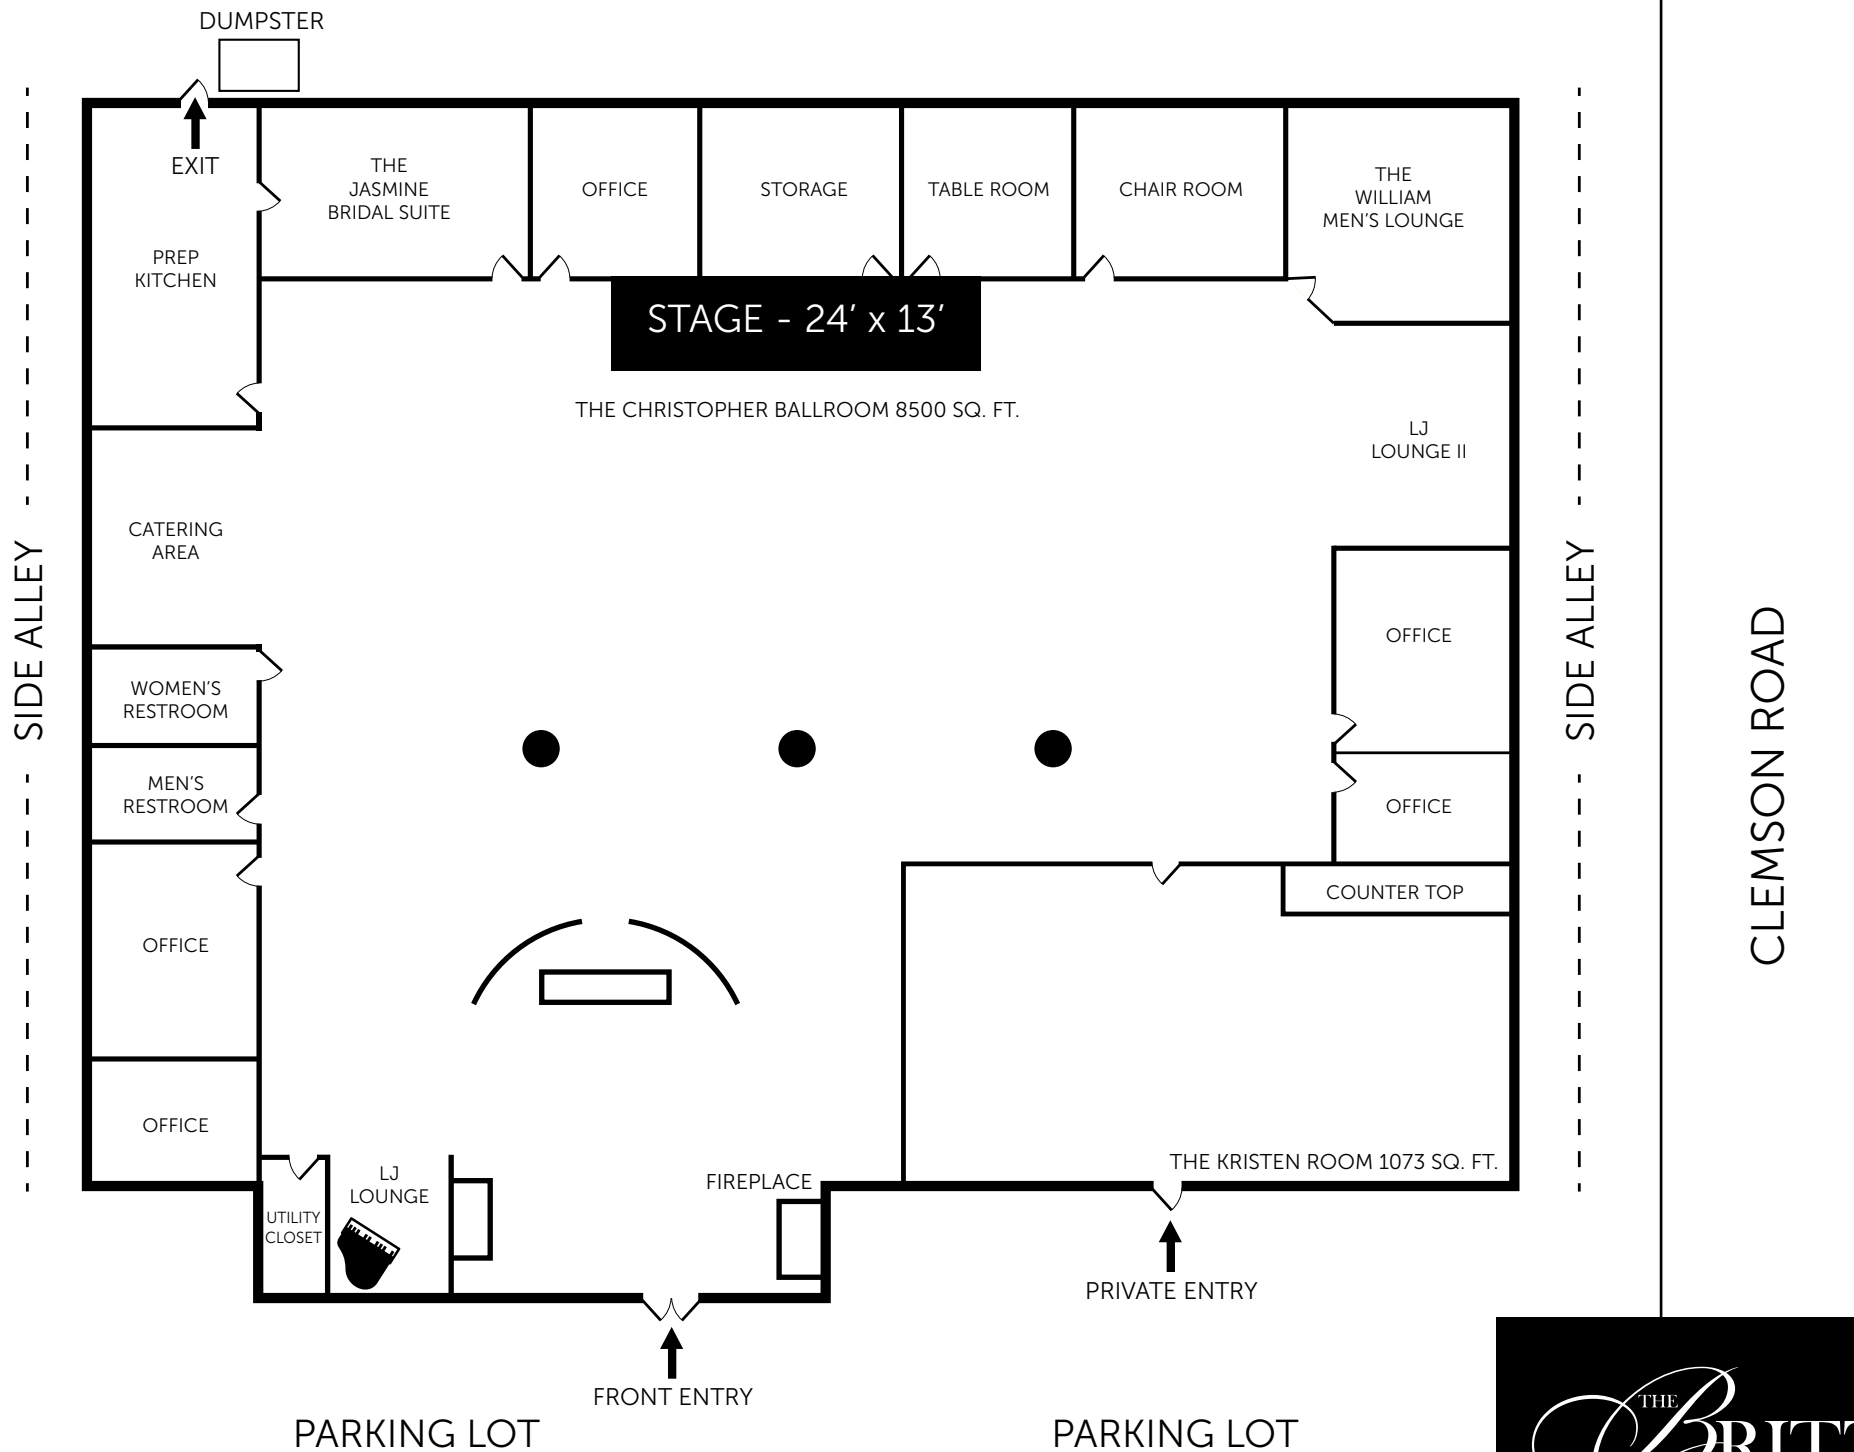 DUMPSTER
EXIT
THE
JASMINE
BRIDAL SUITE
OFFICE
STORAGE
TABLE ROOM
CHAIR ROOM
THE
WILLIAM
MEN'S LOUNGE
PREP
KITCHEN
STAGE - 24' x 13'
THE CHRISTOPHER BALLROOM 8500 SQ. FT.
LJ
LOUNGE II
CATERING
AREA
SIDE ALLEY
SIDE ALLEY
CLEMSON ROAD
OFFICE
WOMEN'S
RESTROOM
MEN'S
RESTROOM
OFFICE
COUNTER TOP
OFFICE
OFFICE
LJ
LOUNGE
UTILITY
CLOSET
FIREPLACE
THE KRISTEN ROOM 1073 SQ. FT.
PRIVATE ENTRY
FRONT ENTRY
PARKING LOT
PARKING LOT
THE